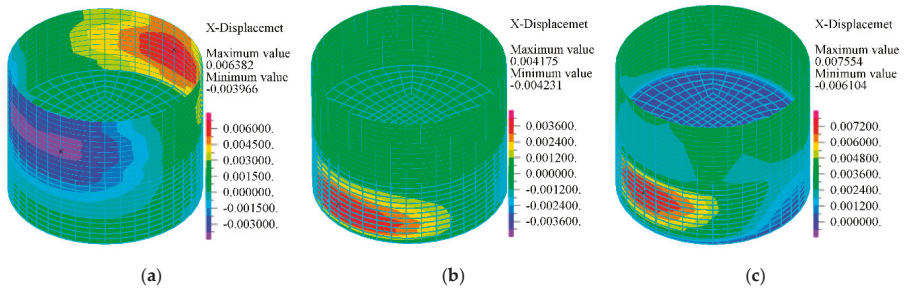 X-Displacemet
Maximum value
0.006382
Minimum value
-0.003966
0.006000.
0.004500.
0.003000.
0.001500.
0.000000.
-0.001500.
-0.003000.
(a)
X-Displacemet
Maximum value
0.004175
Minimum value
-0.004231
0.003600.
0.002400.
0.001200.
0.000000.
-0.001200.
-0.002400.
-0.003600.
(b)
X-Displacemet
Maximum value
0.007554
Minimum value
-0.006104
0.007200.
0.006000.
0.004800.
0.003600.
0.002400.
0.001200.
0.000000.
(c)